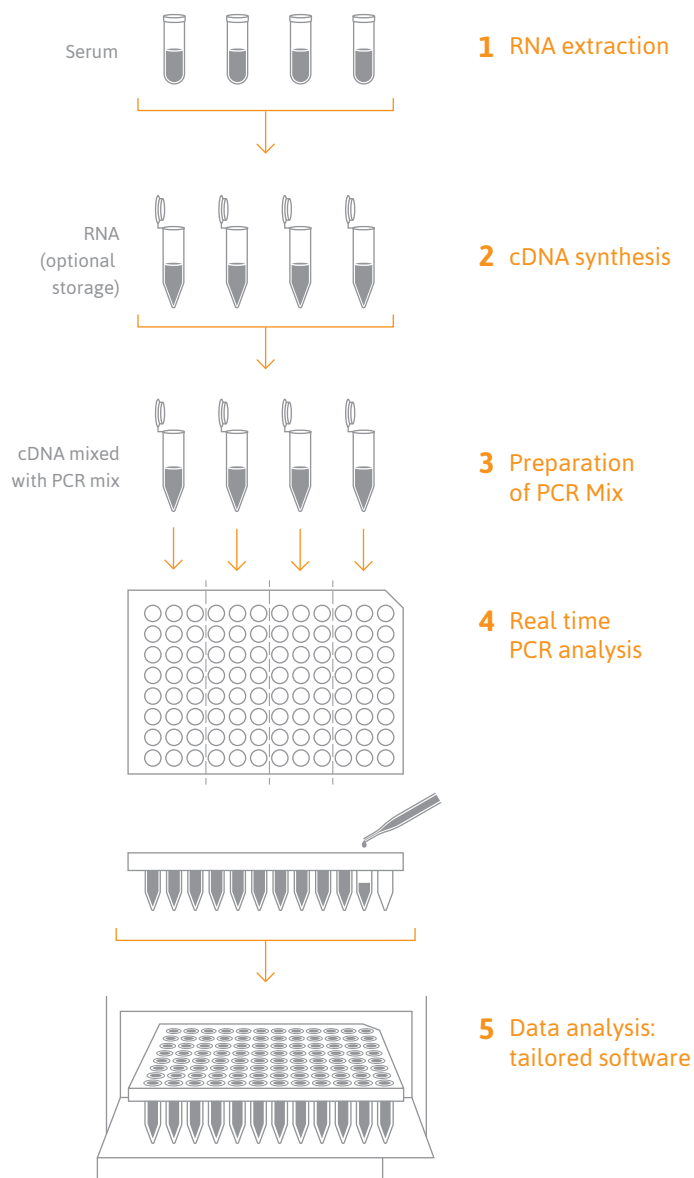 Serum
1 RNA extraction
RNA
(optional
storage)
2 cDNA synthesis
cDNA mixed
with PCR mix
3 Preparation
of PCR Mix
4 Real time
PCR analysis
5 Data analysis:
tailored software